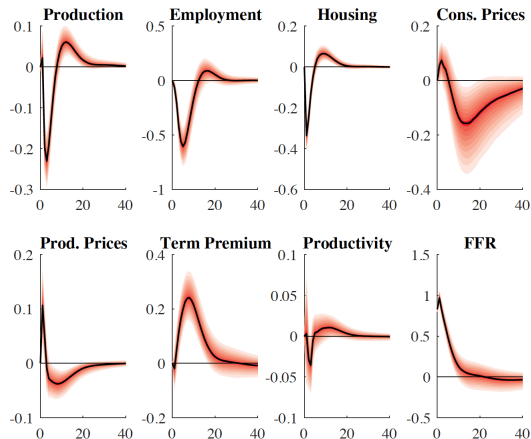 Production Employment Housing Cons. Prices
0.1 0.5 0.2 0.2
0 0 0 0
-0.1 -0.5 -0.2 -0.2
-0.2 -1 -0.4 -0.4
-0.3 -0.6
0 20 40 0 20 40 0 20 40 0 20 40
Prod. Prices Term Premium Productivity FFR
0.2 0.4 0.1 1.5
0.1 0.2 0.05 1
0 0 0 0.5
-0.1 -0.2 -0.05 0
-0.1 -0.5
0 20 40 0 20 40 0 20 40 0 20 40